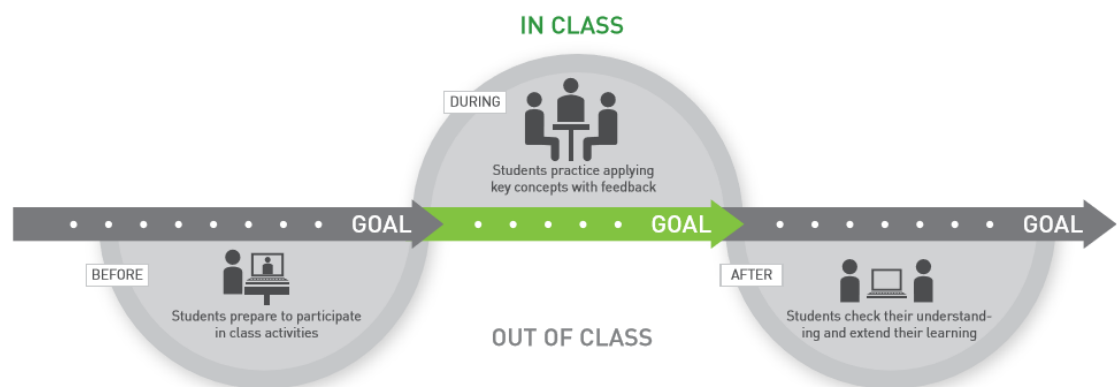 IN CLASS
DURING
Students practice applying
key concepts with feedback
GOAL
GOAL
GOAL
BEFORE
Students prepare to participate
in class activities
OUT OF CLASS
AFTER
Students check their understand-
ing and extend their learning